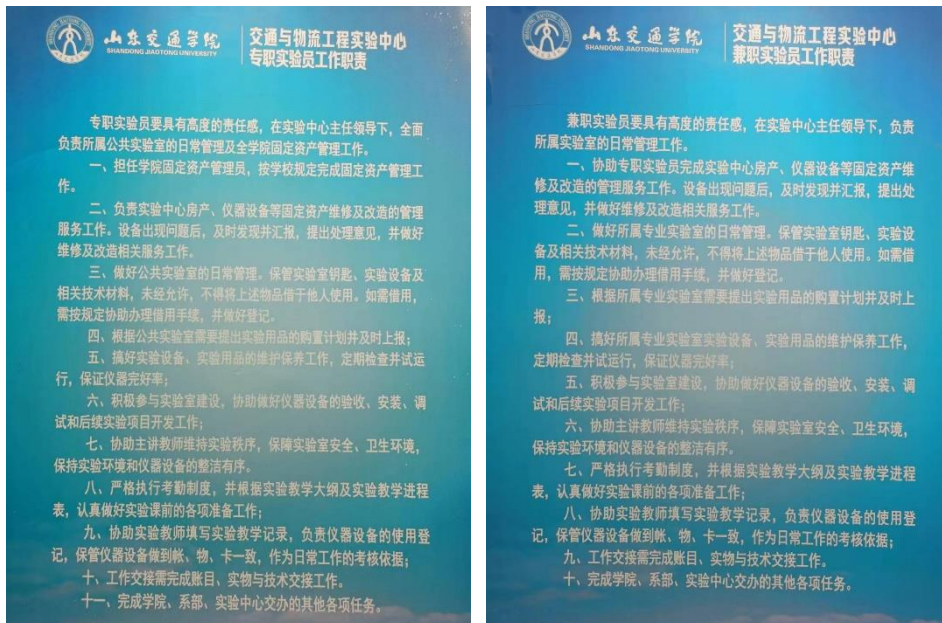 山东交通学院
SHANDONG JIAOTONG UNIVERSITY
交通与物流工程实验中心
专职实验员工作职责
专职实验员要具有高度的责任感，在实验中心主任领导下，全面
负责所属公共实验室的日常管理及全学院固定资产管理工作。
一、担任学院固定资产管理员，按学校规定完成固定资产管理工
作。
二、负责实验中心房产、仪器设备等固定资产维修及改造的管理
服务工作。设备出现问题后，及时发现并汇报，提出处理意见，并做好
维修及改造相关服务工作。
三、做好公共实验室的日常管理，保管实验室钥匙、实验设备及
相关技术材料，未经允许，不得将上述物品借于他人使用。如需借用，
需按规定协助办理借用手续，并做好登记。
四、根据公共实验室需要提出实验用品的购置计划并及时上报；
五、搞好实验设备、实验用品的维护保养工作，定期检查并试运
行，保证仪器完好率；
六、积极参与实验室建设，协助做好仪器设备的验收、安装、调
试和后续实验项目开发工作；
七、协助主讲教师维持实验秩序，保障实验室安全、卫生环境，
保持实验环境和仪器设备的整洁有序。
八、严格执行考勤制度，并根据实验教学大纲及实验教学进程
表，认真做好实验课前的各项准备工作；
九、协助实验教师填写实验教学记录，负责仪器设备的使用登
记，保管仪器设备做到帐、物、卡一致，作为日常工作的考核依据；
十、工作交接需完成账目、实物与技术交接工作。
十一、完成学院、系部、实验中心交办的其他各项任务。
山东交通学院
SHANDONG JIAOTONG UNIVERSITY
交通与物流工程实验中心
兼职实验员工作职责
兼职实验员要具有高度的责任感，在实验中心主任领导下，负责
所属实验室的日常管理工作。
一、协助专职实验员完成实验中心房产、仪器设备等固定资产维
修及改造的管理服务工作。设备出现问题后，及时发现并汇报，提出处
理意见，并做好维修及改造相关服务工作。
二、做好所属专业实验室的日常管理，保管实验室钥匙、实验设
备及相关技术材料，未经允许，不得将上述物品借于他人使用。如需借
用，需按规定协助办理借用手续，并做好登记。
三、根据所属专业实验室需要提出实验用品的购置计划并及时上
报；
四、搞好所属专业实验室实验设备、实验用品的维护保养工作，
定期检查并试运行，保证仪器完好率；
五、积极参与实验室建设，协助做好仪器设备的验收、安装、调
试和后续实验项目开发工作；
六、协助主讲教师维持实验秩序，保障实验室安全、卫生环境，
保持实验环境和仪器设备的整洁有序。
七、严格执行考勤制度，并根据实验教学大纲及实验教学进程
表，认真做好实验课前的各项准备工作；
八、协助实验教师填写实验教学记录，负责仪器设备的使用登
记，保管仪器设备做到帐、物、卡一致，作为日常工作的考核依据；
九、工作交接需完成账目、实物与技术交接工作。
十、完成学院、系部、实验中心交办的其他各项任务。